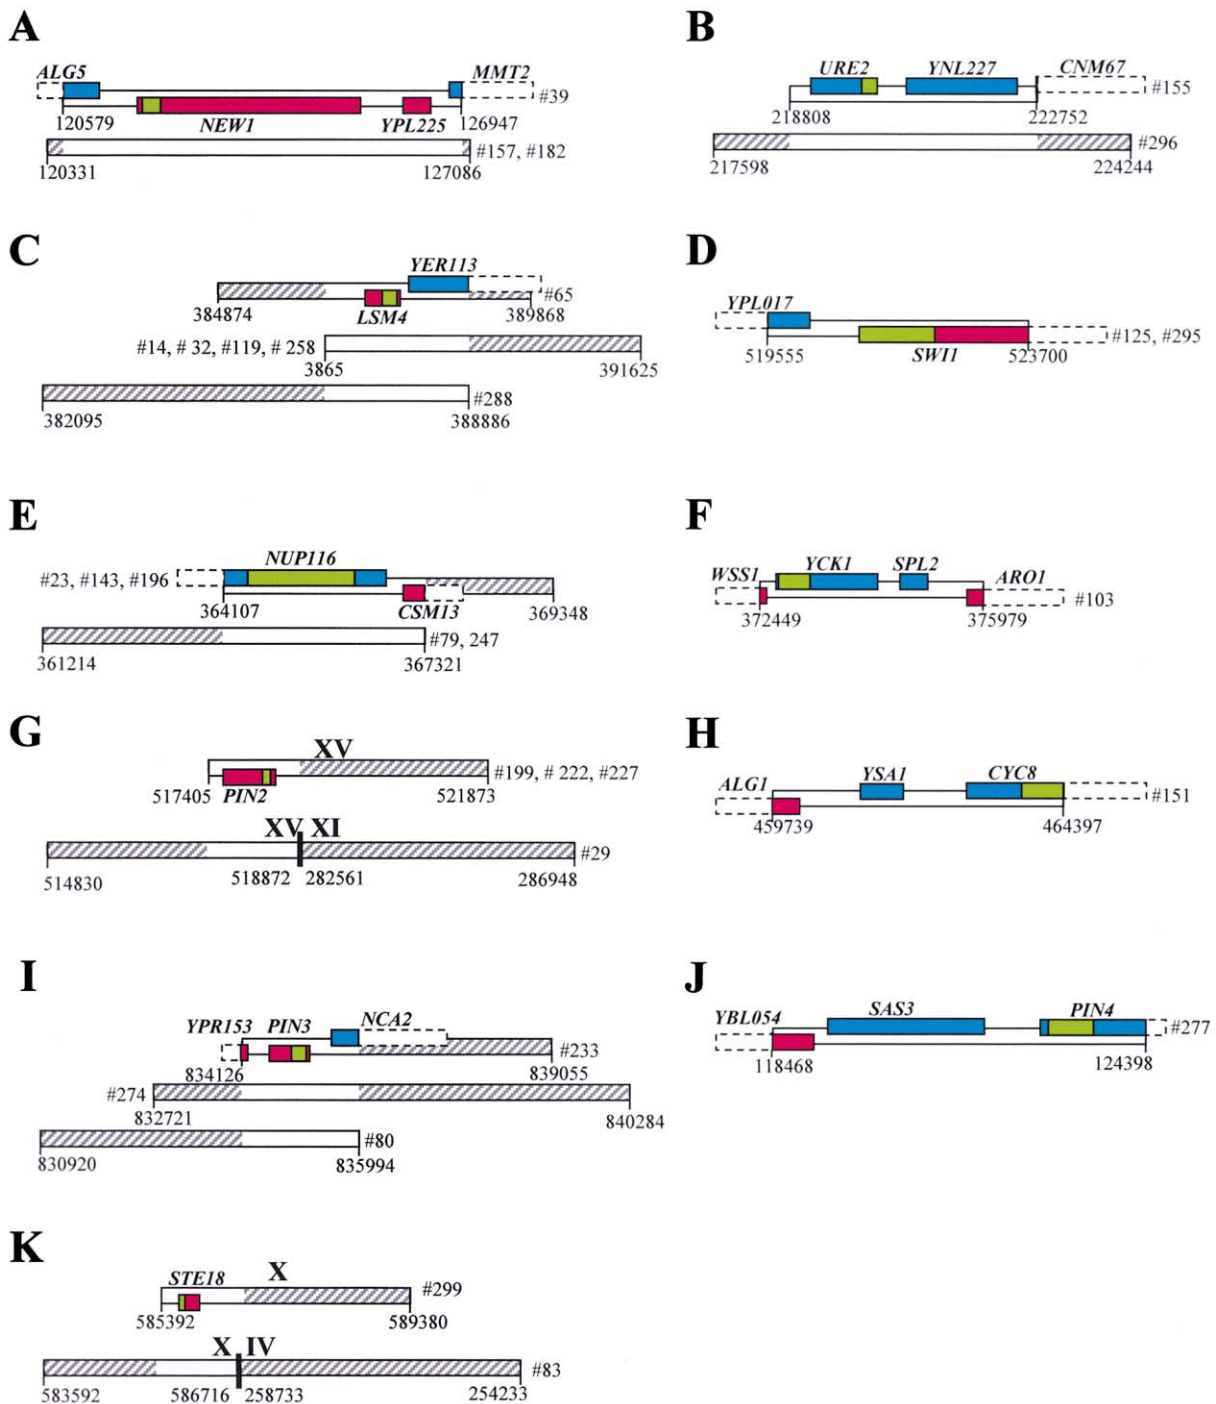 A
ALG5
MMT2
#39
120579
NEW1
YPL225
126947
#157, #182
120331
127086
B
URE2
YNL227
CNM67
#155
218808
222752
#296
217598
224244
C
YER113
#65
384874
LSM4
389868
#14, # 32, #119, # 258
3865
391625
#288
382095
388886
D
YPL017
#125, #295
519555
SWI1
523700
E
NUP116
#23, #143, #196
364107
CSM13
369348
#79, 247
361214
367321
F
WSS1
YCK1
SPL2
ARO1
#103
372449
375979
G
XV
#199, # 222, #227
517405
PIN2
521873
XV XI
#29
514830
518872
282561
286948
H
ALG1
YSA1
CYC8
#151
459739
464397
I
YPR153
PIN3
NCA2
#233
834126
839055
#274
832721
840284
#80
830920
835994
J
YBL054
SAS3
PIN4
#277
118468
124398
K
STE18
X
#299
585392
589380
X IV
#83
583592
586716
258733
254233